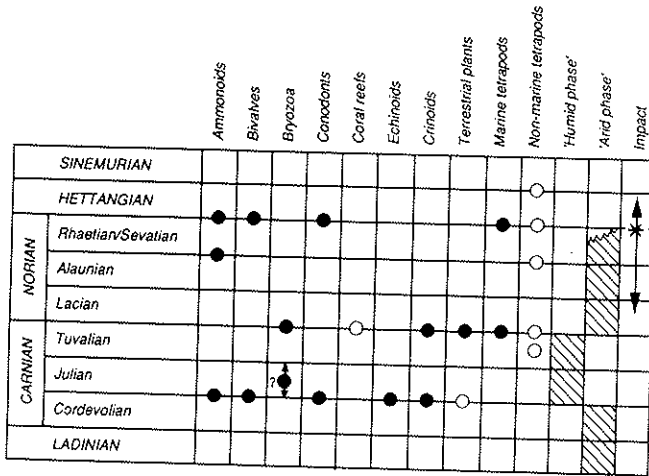 Ammonoids
Bivalves
Bryozoa
Conodonts
Coral reefs
Echinoids
Crinoids
Terrestrial plants
Marine tetrapods
Non-marine tetrapods
'Humid phase'
'Arid phase'
Impact
SINEMURIAN
HETTANGIAN
NORIAN
Rhaetian/Sevatian
Alaunian
Lacian
CARNIAN
Tuvalian
Julian
?
Cordevolian
LADINIAN